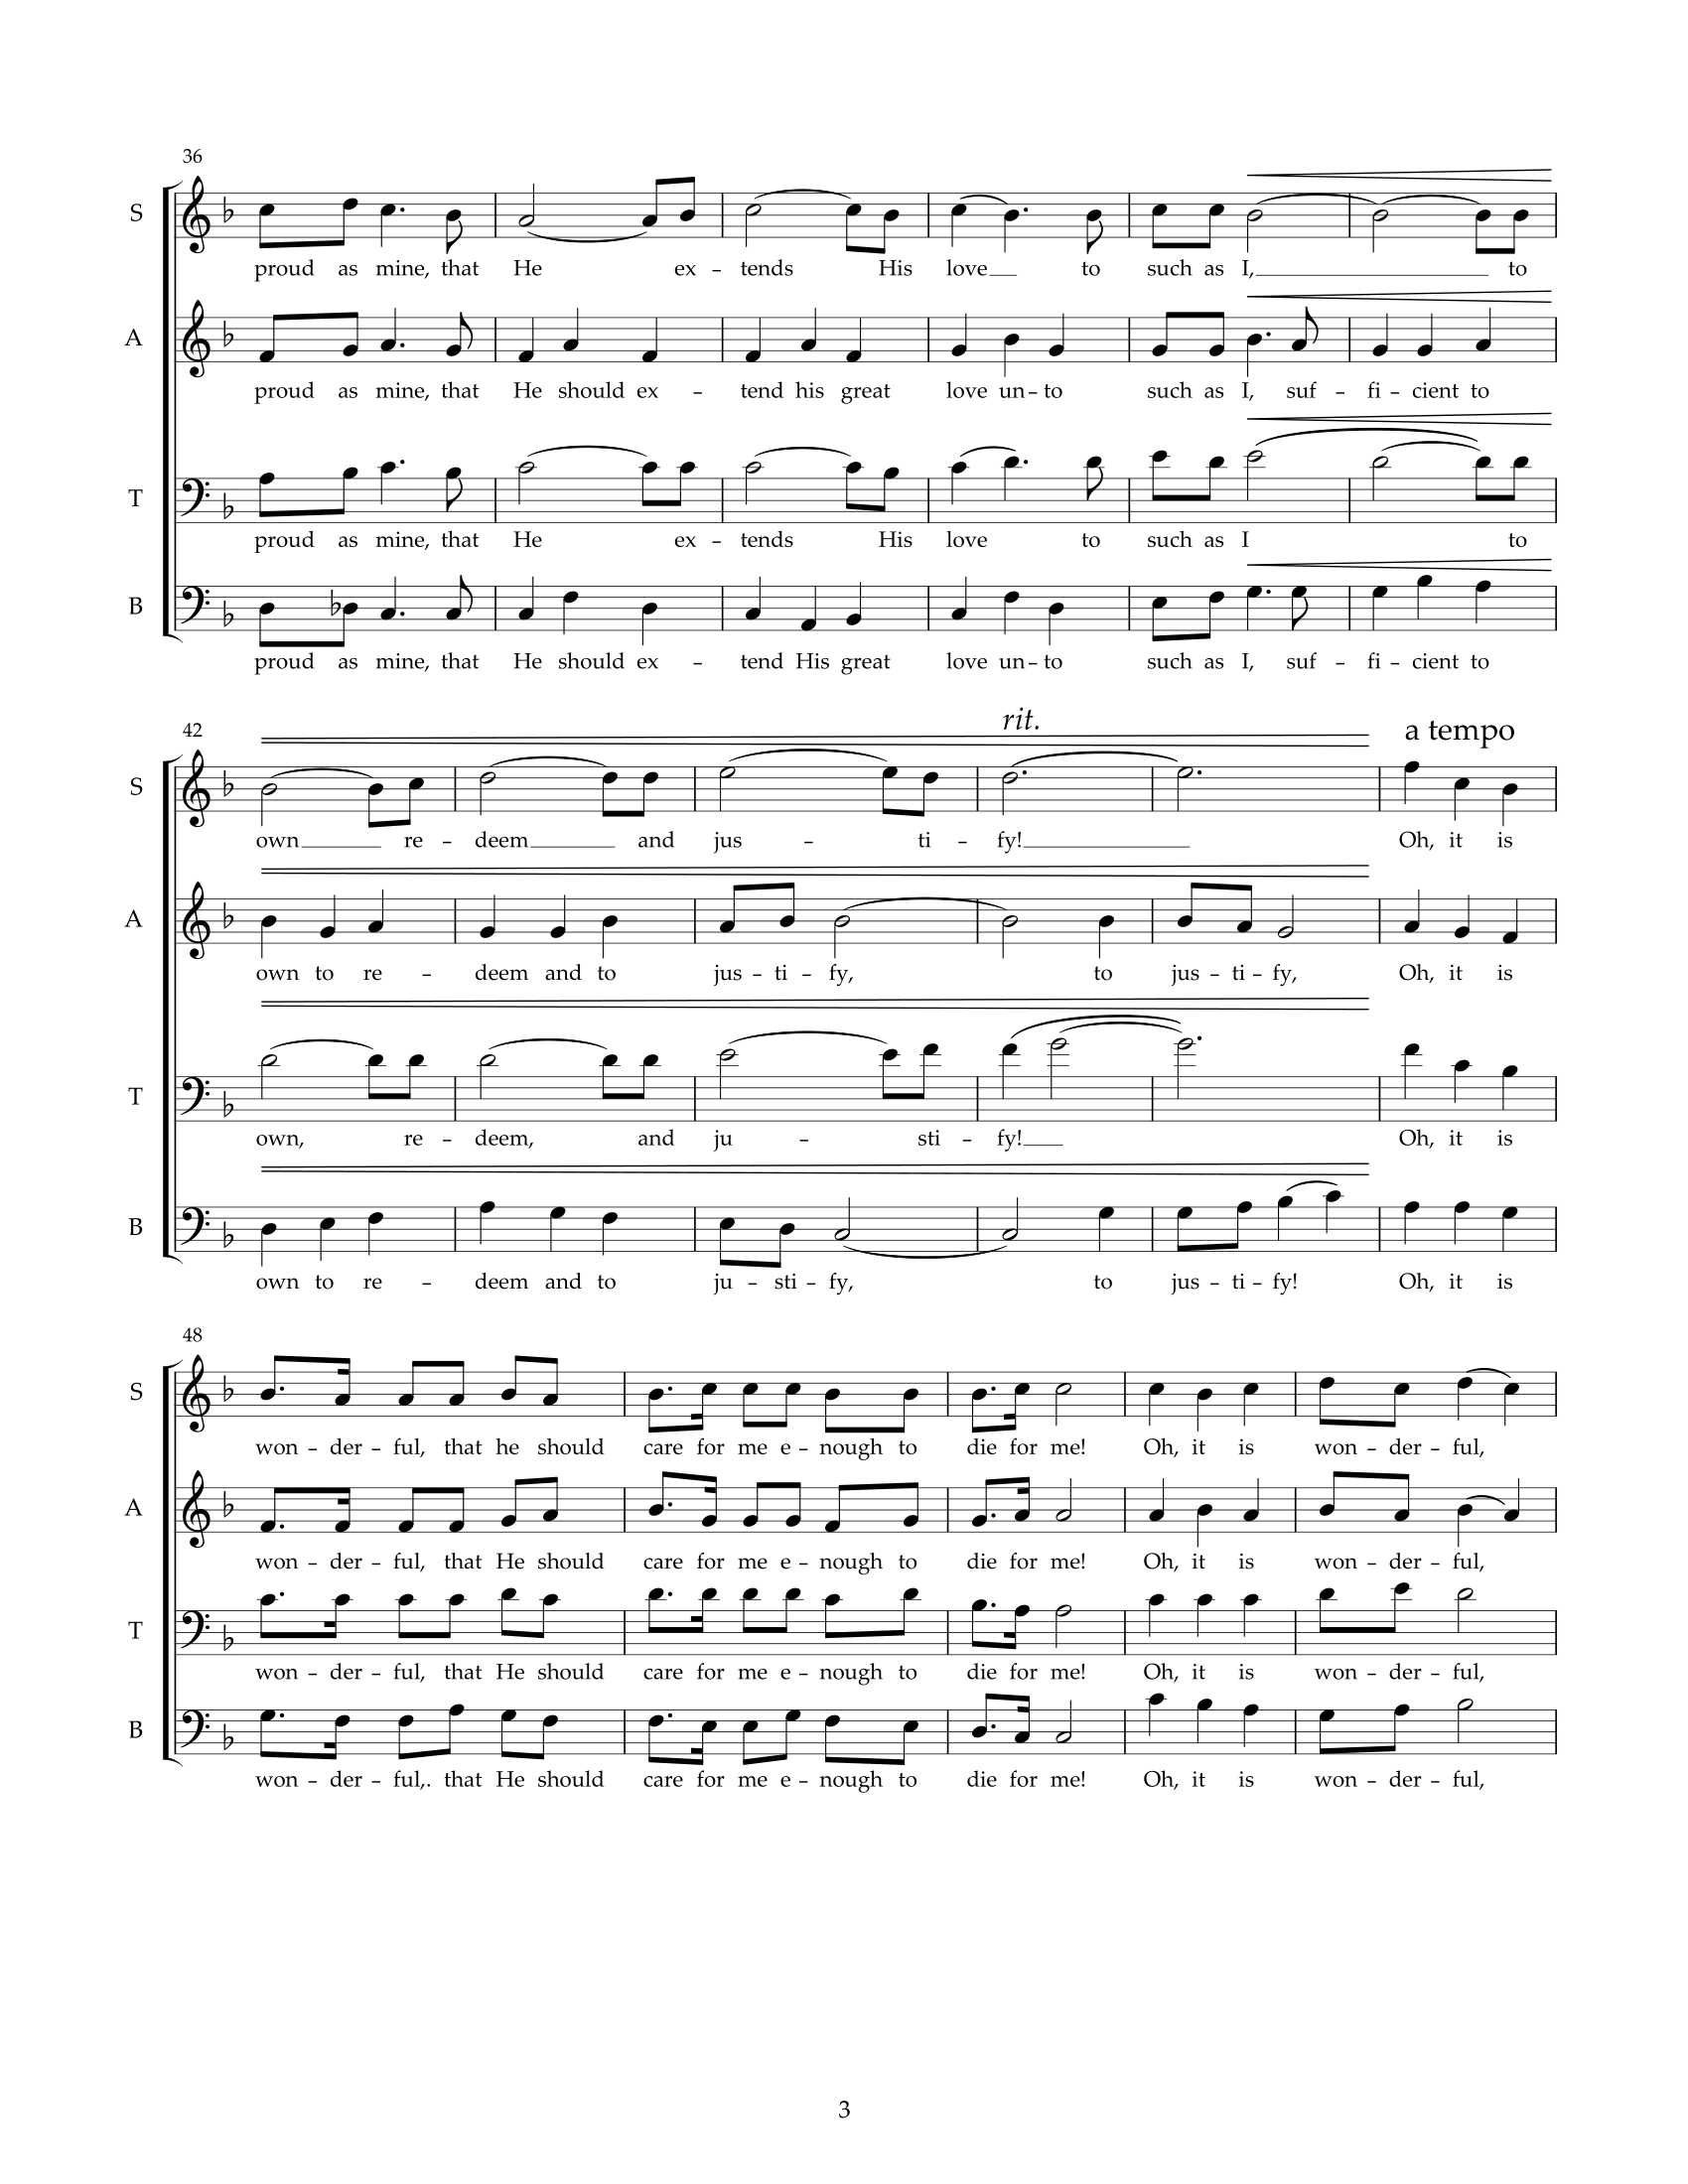 36
S
proud as mine, that He ex - tends His love to such as I, to
A
proud as mine, that He should ex - tend his great love un - to such as I, suf - fi - cient to
T
proud as mine, that He ex - tends His love to such as I to
B
proud as mine, that He should ex - tend His great love un - to such as I, suf - fi - cient to
rit.
42 a tempo
S
own re - deem and jus - ti - fy! Oh, it is
A
own to re - deem and to jus - ti - fy, to jus - ti - fy, Oh, it is
T
own, re - deem, and ju - sti - fy! Oh, it is
B
own to re - deem and to ju - sti - fy, to jus - ti - fy! Oh, it is
48
S
won - der - ful, that he should care for me e - nough to die for me! Oh, it is won - der - ful,
A
won - der - ful, that He should care for me e - nough to die for me! Oh, it is won - der - ful,
T
won - der - ful, that He should care for me e - nough to die for me! Oh, it is won - der - ful,
B
won - der - ful,. that He should care for me e - nough to die for me! Oh, it is won - der - ful,
3